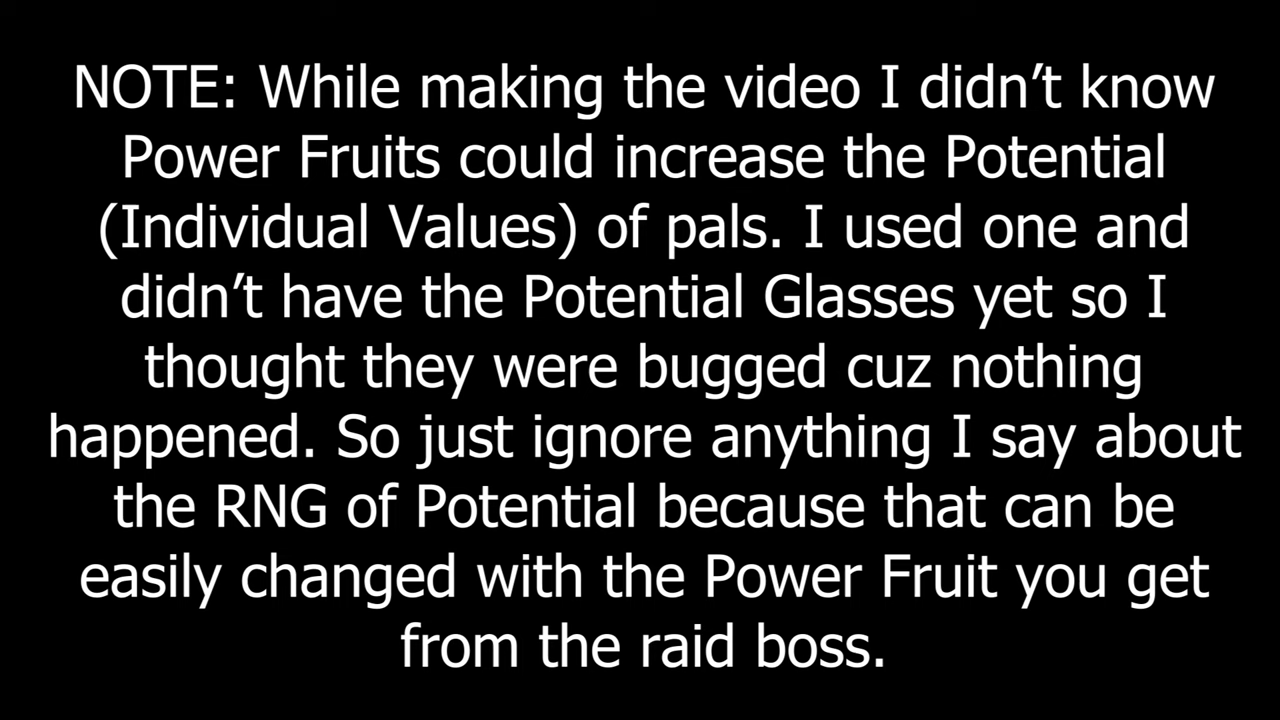 NOTE: While making the video I didn’t know
Power Fruits could increase the Potential
(Individual Values) of pals. I used one and
didn’t have the Potential Glasses yet so I
thought they were bugged cuz nothing
happened. So just ignore anything I say about
the RNG of Potential because that can be
easily changed with the Power Fruit you get
from the raid boss.